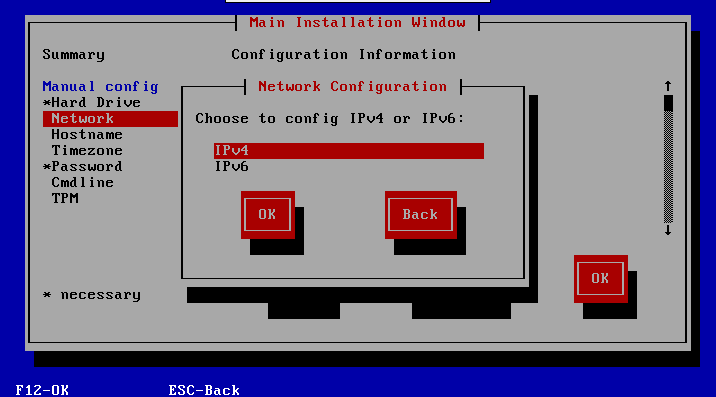 Main Installation Window
Summary
Configuration Information
Manual config
*Hard Drive
Network
Hostname
Timezone
*Password
Cmdline
TPM
* necessary
Network Configuration
Choose to config IPv4 or IPv6:
IPv4
IPv6
OK
Back
OK
F12-OK
ESC-Back